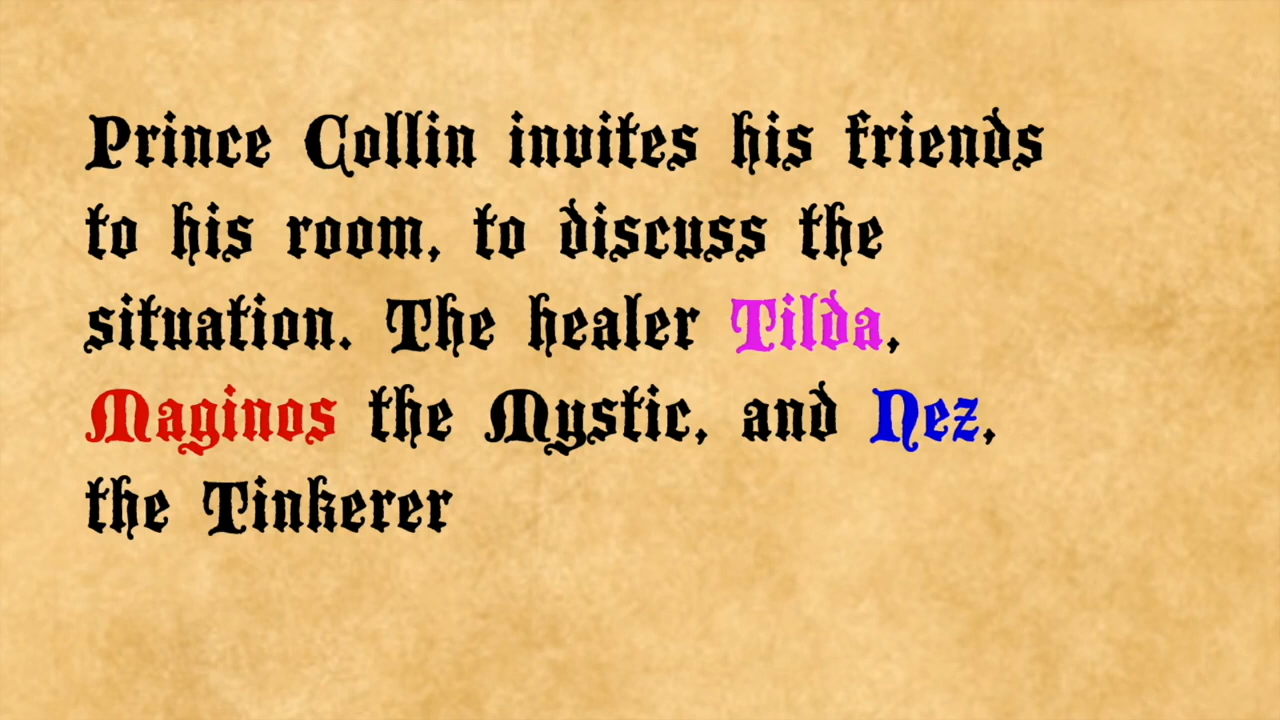 Prince Collin invites his friends
to his room, to discuss the
situation. The healer Tilda,
Maginos the Mystic, and Nez,
the Tinkerer